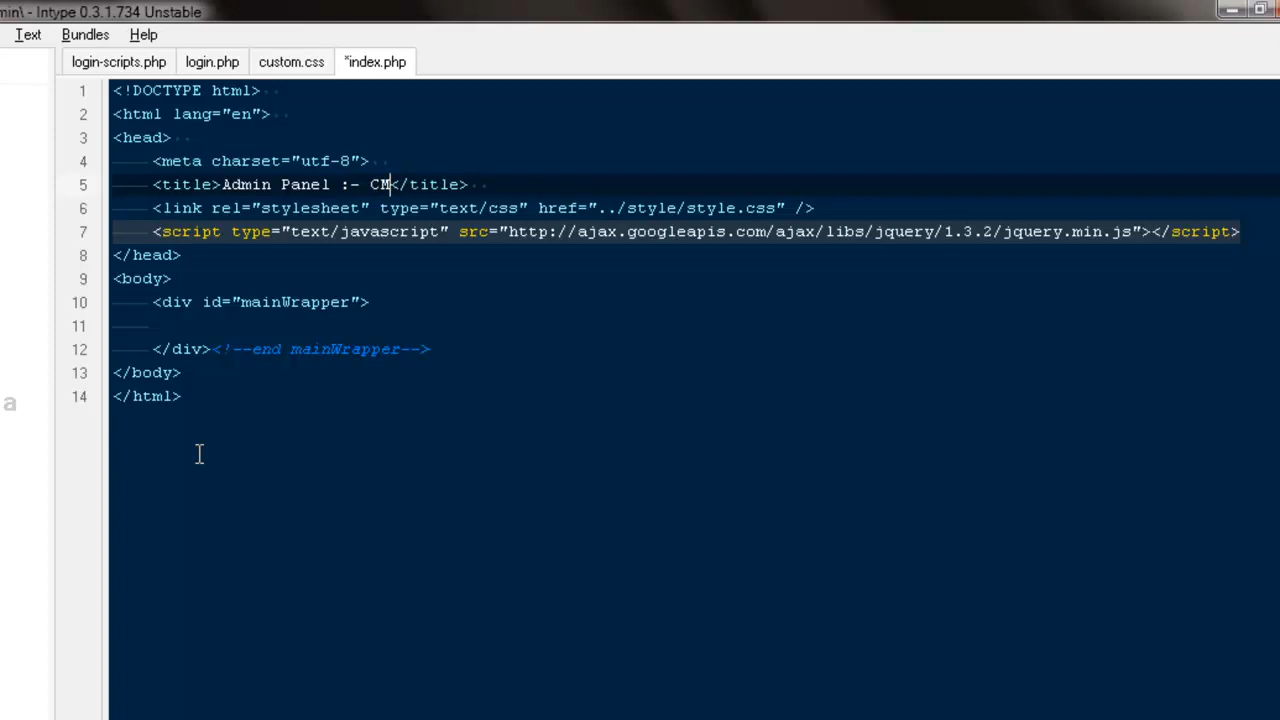 min\ - Intype 0.3.1.734 Unstable
Text Bundles Help
login-scripts.php login.php custom.css *index.php
1 <!DOCTYPE html>
2 <html lang="en">
3 <head>
4 <meta charset="utf-8">
5 <title>Admin Panel :- CM</title>
6 <link rel="stylesheet" type="text/css" href="../style/style.css" />
7 <script type="text/javascript" src="http://ajax.googleapis.com/ajax/libs/jquery/1.3.2/jquery.min.js"></script>
8 </head>
9 <body>
10 <div id="mainWrapper">
11
12 </div><!--end mainWrapper-->
13 </body>
14 </html>
a